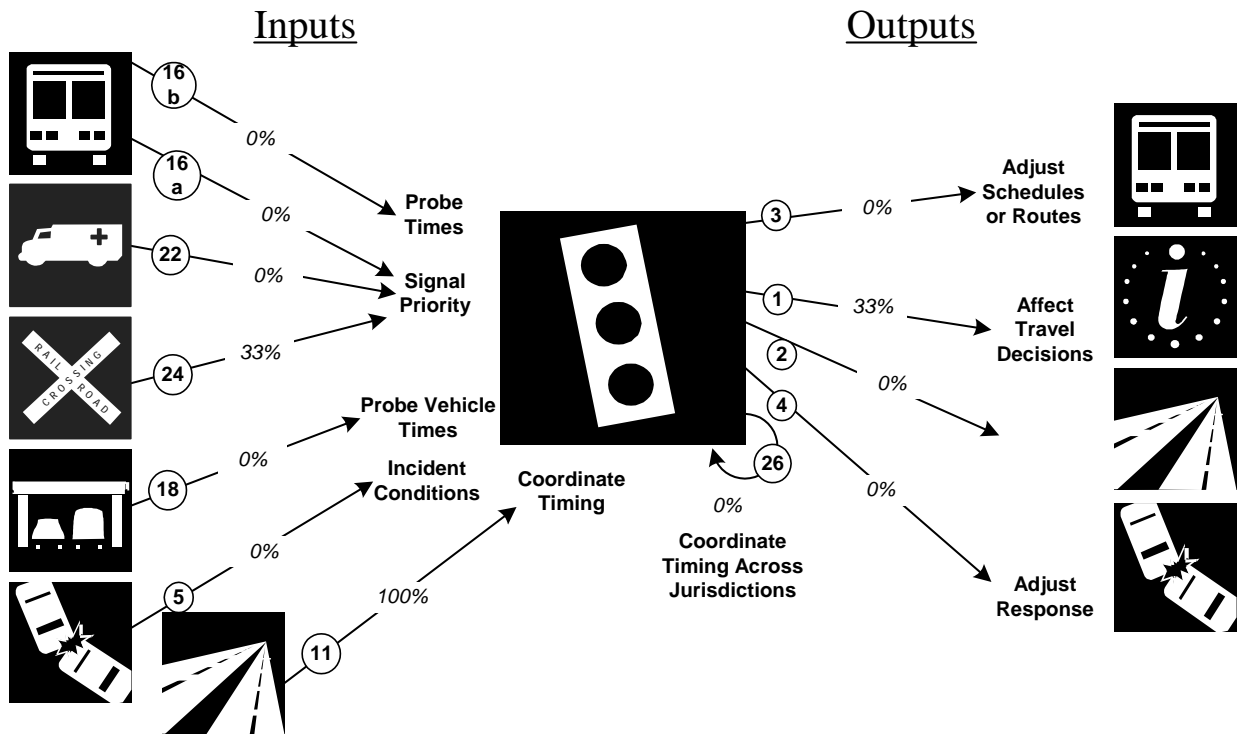 Inputs
Outputs
16
b
0%
16
a
0%
22
0%
RAIL ROAD
CROSSING
24
33%
18
0%
5
0%
11
100%
Probe
Times
Signal
Priority
Probe Vehicle
Times
Incident
Conditions
Coordinate
Timing
26
0%
Coordinate
Timing Across
Jurisdictions
3
0%
Adjust
Schedules
or Routes
1
33%
Affect
Travel
Decisions
i
2
0%
4
0%
Adjust
Response